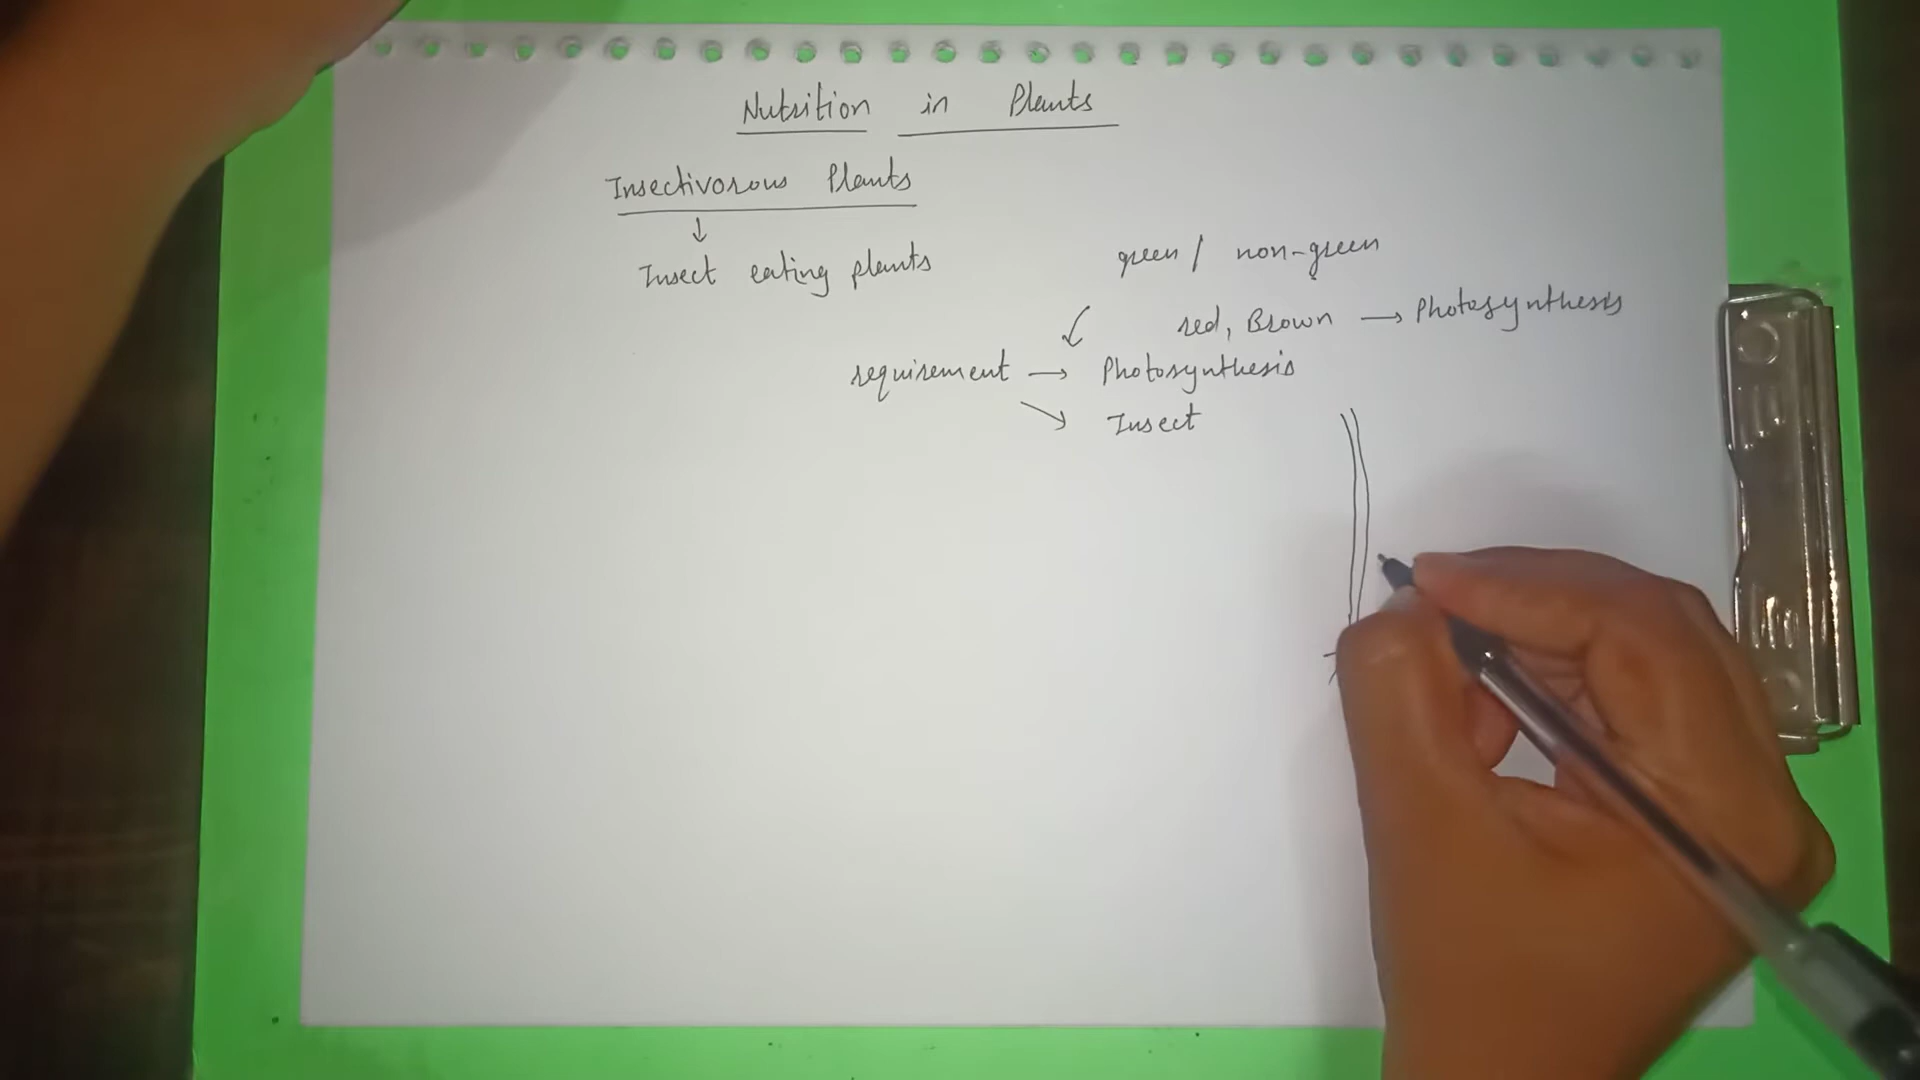 Nutrition in Plants
Insectivorous Plants
↓
Insect eating plants
green / non-green
red, Brown → Photosynthesis
requirement → Photosynthesis
Insect